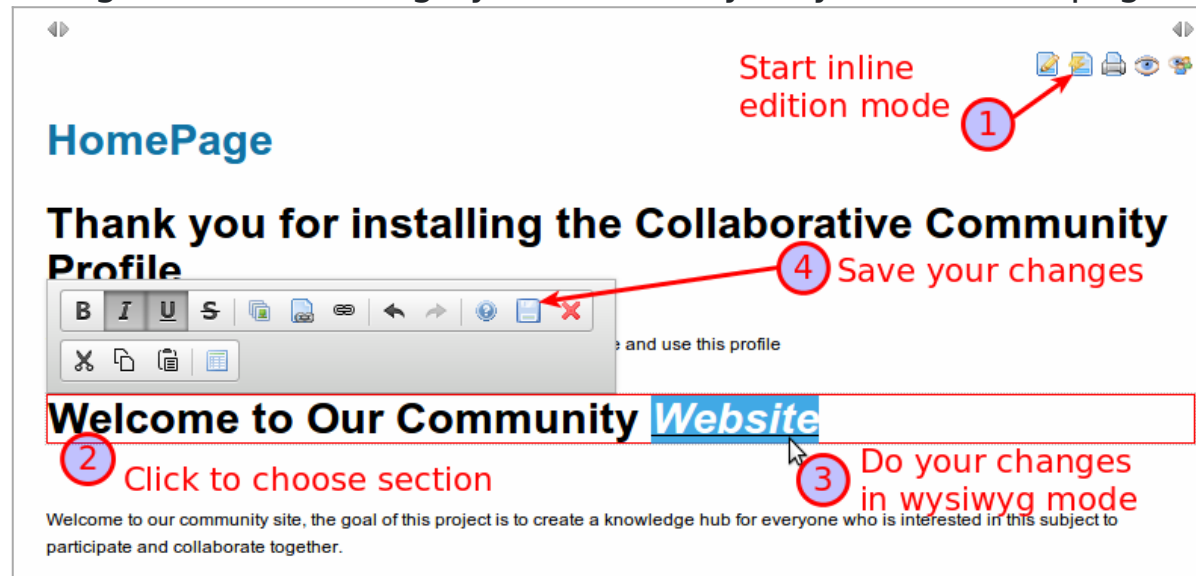 Start inline
edition mode
1
HomePage
Thank you for installing the Collaborative Community
Profile
4 Save your changes
B I U S
and use this profile
Welcome to Our Community Website
2 Click to choose section
3 Do your changes
in wysiwyg mode
Welcome to our community site, the goal of this project is to create a knowledge hub for everyone who is interested in this subject to
participate and collaborate together.